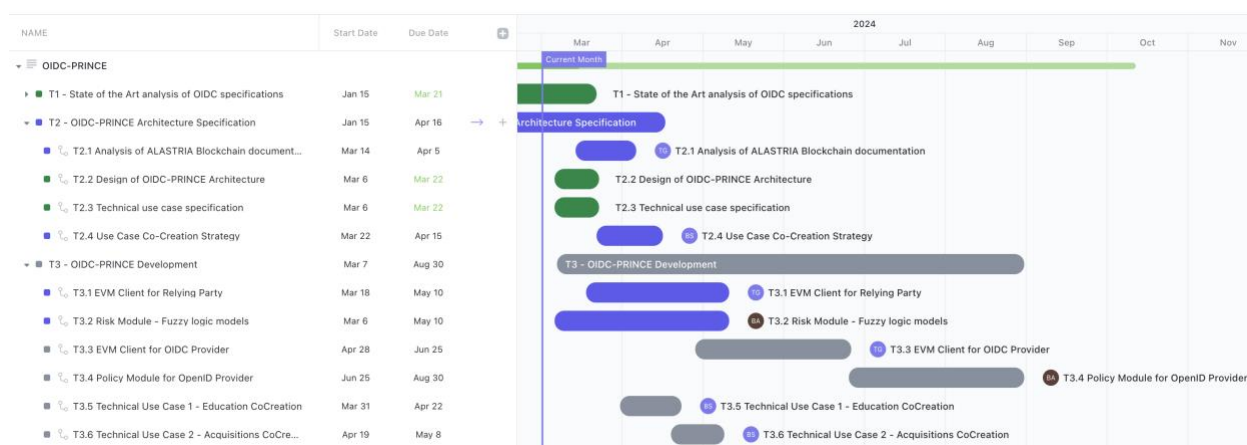 2024
NAME Start Date Due Date
Mar Apr May Jun Jul Aug Sep Oct Nov
Current Month
OIDC-PRINCE
T1 - State of the Art analysis of OIDC specifications Jan 15 Mar 21 T1 - State of the Art analysis of OIDC specifications
T2 - OIDC-PRINCE Architecture Specification Jan 15 Apr 16 Architecture Specification
T2.1 Analysis of ALASTRIA Blockchain document... Mar 14 Apr 5 TG T2.1 Analysis of ALASTRIA Blockchain documentation
T2.2 Design of OIDC-PRINCE Architecture Mar 6 Mar 22 T2.2 Design of OIDC-PRINCE Architecture
T2.3 Technical use case specification Mar 6 Mar 22 T2.3 Technical use case specification
T2.4 Use Case Co-Creation Strategy Mar 22 Apr 15 BS T2.4 Use Case Co-Creation Strategy
T3 - OIDC-PRINCE Development Mar 7 Aug 30 T3 - OIDC-PRINCE Development
T3.1 EVM Client for Relying Party Mar 18 May 10 TG T3.1 EVM Client for Relying Party
T3.2 Risk Module - Fuzzy logic models Mar 6 May 10 BA T3.2 Risk Module - Fuzzy logic models
T3.3 EVM Client for OIDC Provider Apr 28 Jun 25 TG T3.3 EVM Client for OIDC Provider
T3.4 Policy Module for OpenID Provider Jun 25 Aug 30 BA T3.4 Policy Module for OpenID Provider
T3.5 Technical Use Case 1 - Education CoCreation Mar 31 Apr 22 BS T3.5 Technical Use Case 1 - Education CoCreation
T3.6 Technical Use Case 2 - Acquisitions CoCre... Apr 19 May 8 BS T3.6 Technical Use Case 2 - Acquisitions CoCreation